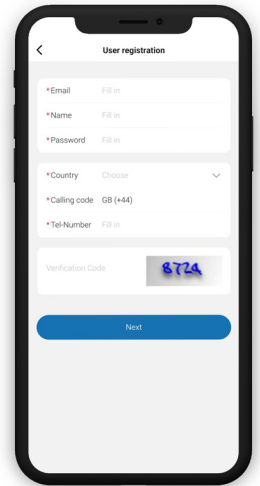 User registration
* Email Fill in
* Name Fill in
* Password Fill in
* Country Choose
* Calling code GB (+44)
* Tel-Number Fill in
Verification Code 8724
Next